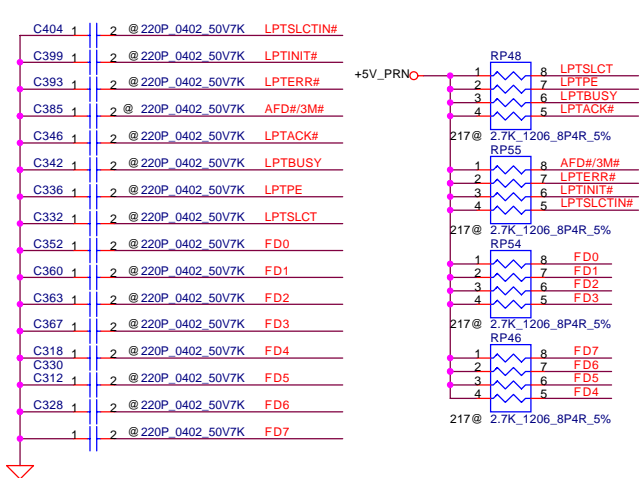 C404 1 2 @ 220P_0402_50V7K LPTSLCTIN#
C399 1 2 @ 220P_0402_50V7K LPTINIT#
C393 1 2 @ 220P_0402_50V7K LPTERR#
C385 1 2 @ 220P_0402_50V7K AFD#/3M#
C346 1 2 @ 220P_0402_50V7K LPTACK#
C342 1 2 @ 220P_0402_50V7K LPTBUSY
C336 1 2 @ 220P_0402_50V7K LPTPE
C332 1 2 @ 220P_0402_50V7K LPTSLCT
C352 1 2 @ 220P_0402_50V7K FD0
C360 1 2 @ 220P_0402_50V7K FD1
C363 1 2 @ 220P_0402_50V7K FD2
C367 1 2 @ 220P_0402_50V7K FD3
C318 1 2 @ 220P_0402_50V7K FD4
C330
C312 1 2 @ 220P_0402_50V7K FD5
C328 1 2 @ 220P_0402_50V7K FD6
1 2 @ 220P_0402_50V7K FD7
RP48
+5V_PRN 1 8 LPTSLCT
2 7 LPTPE
3 6 LPTBUSY
4 5 LPTACK#
217@ 2.7K_1206_8P4R_5%
RP55
1 8 AFD#/3M#
2 7 LPTERR#
3 6 LPTINIT#
4 5 LPTSLCTIN#
217@ 2.7K_1206_8P4R_5%
RP54
1 8 FD0
2 7 FD1
3 6 FD2
4 5 FD3
217@ 2.7K_1206_8P4R_5%
RP46
1 8 FD7
2 7 FD6
3 6 FD5
4 5 FD4
217@ 2.7K_1206_8P4R_5%